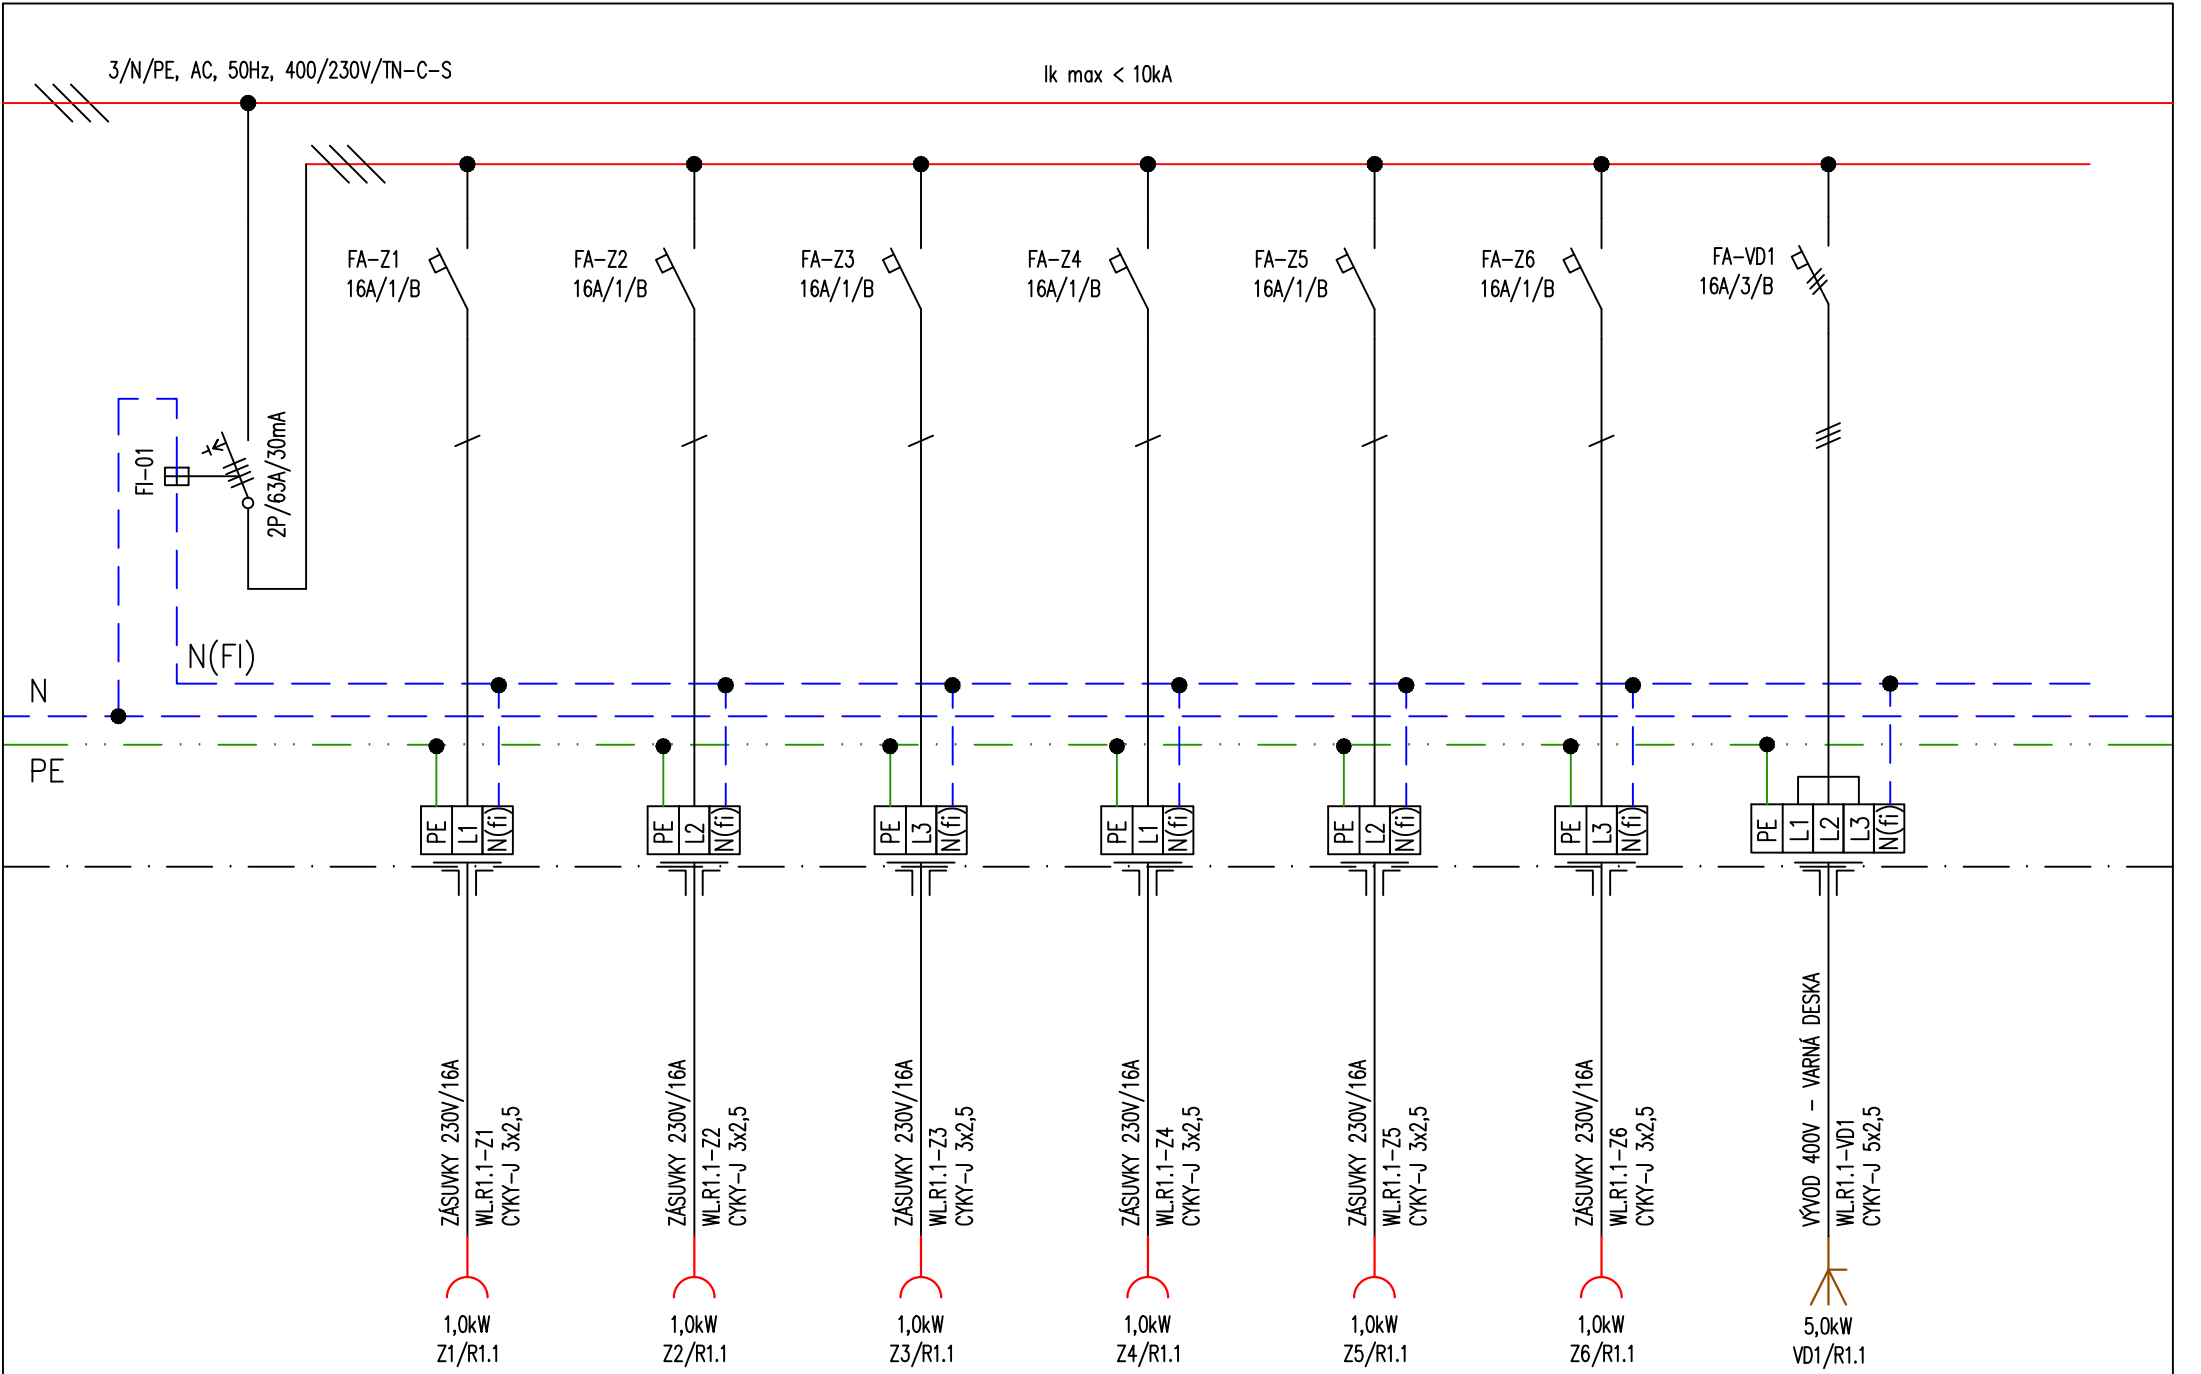 3/N/PE, AC, 50Hz, 400/230V/TN-C-S
Ik max < 10kA
FA-Z1
16A/1/B
FA-Z2
16A/1/B
FA-Z3
16A/1/B
FA-Z4
16A/1/B
FA-Z5
16A/1/B
FA-Z6
16A/1/B
FA-VD1
16A/3/B
FI-01
2P/63A/30mA
N(FI)
N
PE
PE L1 N(fi)
PE L2 N(fi)
PE L3 N(fi)
PE L1 N(fi)
PE L2 N(fi)
PE L3 N(fi)
PE L1 L2 L3 N(fi)
ZÁSUVKY 230V/16A
WL.R1.1-Z1
CYKY-J 3x2,5
ZÁSUVKY 230V/16A
WL.R1.1-Z2
CYKY-J 3x2,5
ZÁSUVKY 230V/16A
WL.R1.1-Z3
CYKY-J 3x2,5
ZÁSUVKY 230V/16A
WL.R1.1-Z4
CYKY-J 3x2,5
ZÁSUVKY 230V/16A
WL.R1.1-Z5
CYKY-J 3x2,5
ZÁSUVKY 230V/16A
WL.R1.1-Z6
CYKY-J 3x2,5
VÝVOD 400V - VARNÁ DESKA
WL.R1.1-VD1
CYKY-J 5x2,5
1,0kW
Z1/R1.1
1,0kW
Z2/R1.1
1,0kW
Z3/R1.1
1,0kW
Z4/R1.1
1,0kW
Z5/R1.1
1,0kW
Z6/R1.1
5,0kW
VD1/R1.1